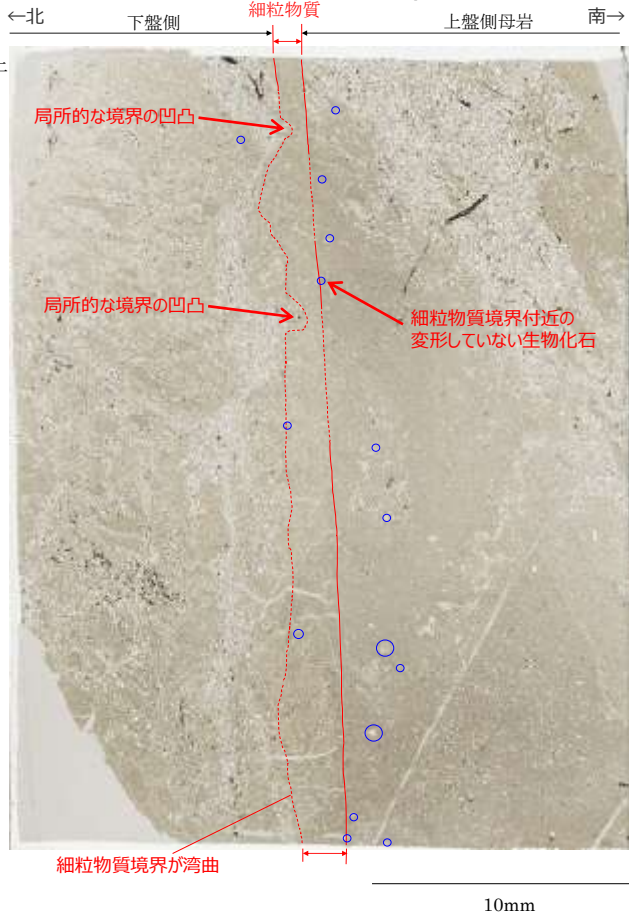 細粒物質
←北
下盤側
上盤側母岩
南→
上
局所的な境界の凹凸
局所的な境界の凹凸
細粒物質境界付近の
変形していない生物化石
細粒物質境界が湾曲
10mm